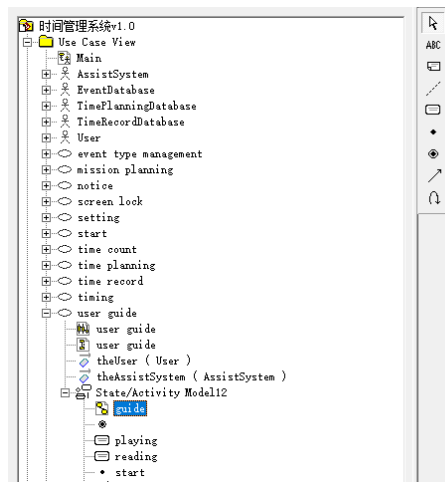 时间管理系统v1.0
Use Case View
Main
AssistSystem
EventDatabase
TimePlanningDatabase
TimeRecordDatabase
User
event type management
mission planning
notice
screen lock
setting
start
time count
time planning
time record
timing
user guide
user guide
user guide
theUser ( User )
theAssistSystem ( AssistSystem )
State/Activity Model12
guide
playing
reading
start
ABC